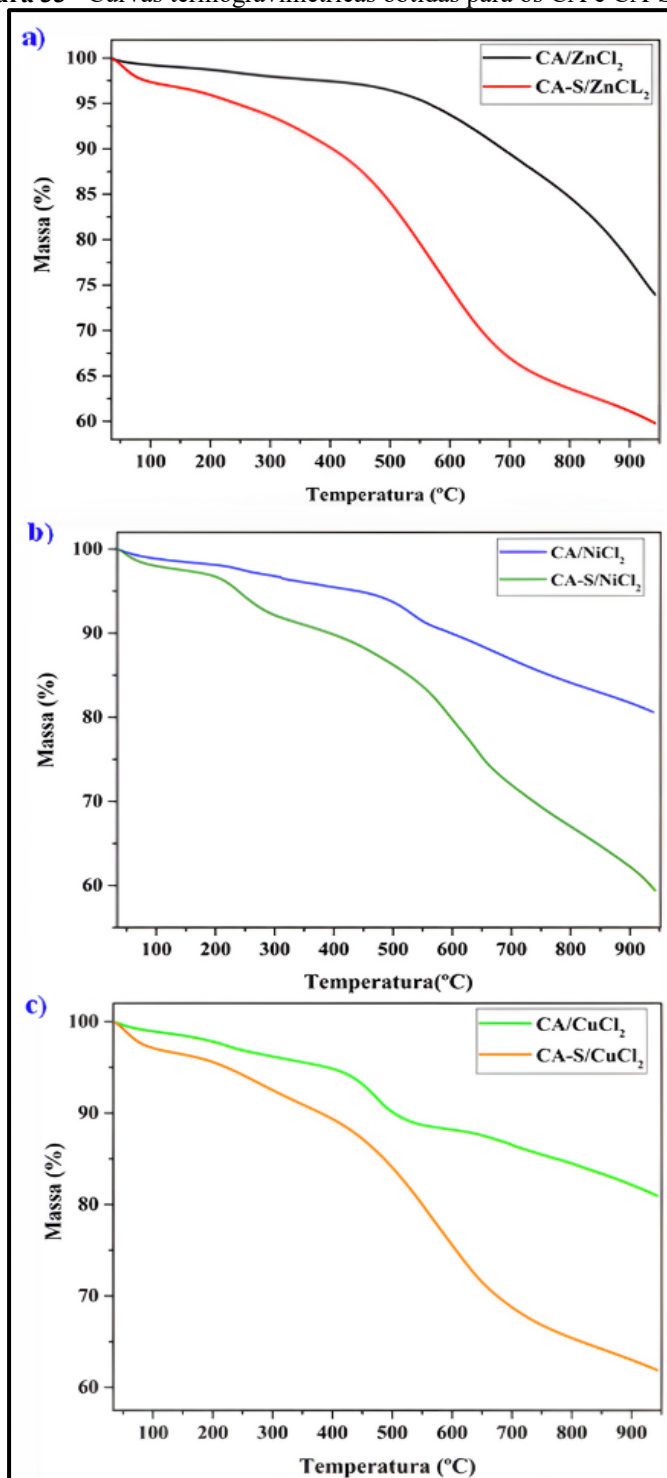 Curvas termogravimétricas obtidas para os CA e CA-S
a)
CA/ZnCl₂
CA-S/ZnCL₂
100
95
90
85
80
75
70
65
60
Massa (%)
100 200 300 400 500 600 700 800 900
Temperatura (ºC)
b)
CA/NiCl₂
CA-S/NiCl₂
100
90
80
70
60
Massa (%)
100 200 300 400 500 600 700 800 900
Temperatura(ºC)
c)
CA/CuCl₂
CA-S/CuCl₂
100
90
80
70
60
Massa (%)
100 200 300 400 500 600 700 800 900
Temperatura (ºC)